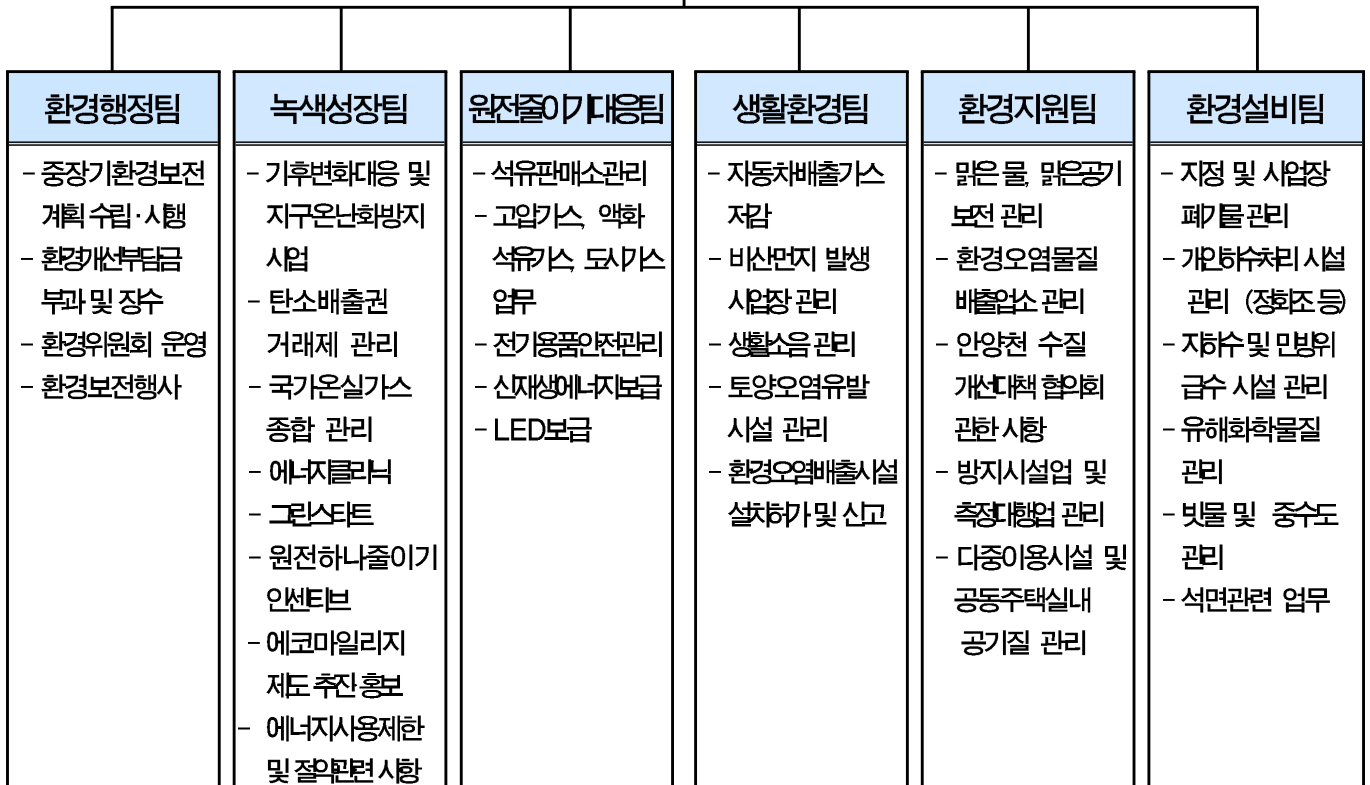 환경행정팀
- 중장기환경보전
계획 수립·시행
- 환경개선부담금
부과 및 징수
- 환경위원회 운영
- 환경보전행사
녹색성장팀
- 기후변화대응 및
지구온난화방지
사업
- 탄소배출권
거래제 관리
- 국가온실가스
종합 관리
- 에너지클리닉
- 그린스타트
- 원전하나줄이기
인센티브
- 에코마일리지
제도 추진 홍보
- 에너지사용제한
및 절약관련 사항
원전줄이기대응팀
- 석유판매소관리
- 고압가스, 액화
석유가스, 도시가스
업무
- 전기용품안전관리
- 신재생에너지보급
- LED보급
생활환경팀
- 자동차배출가스
저감
- 비산먼지 발생
사업장 관리
- 생활소음 관리
- 토양오염유발
시설 관리
- 환경오염배출시설
설치허가 및 신고
환경지원팀
- 맑은 물, 맑은공기
보전 관리
- 환경오염물질
배출업소 관리
- 안양천 수질
개선대책 협의회
관한 사항
- 방지시설업 및
측정대행업 관리
- 다중이용시설 및
공동주택실내
공기질 관리
환경설비팀
- 지정 및 사업장
폐기물 관리
- 개인하수처리 시설
관리 (정화조 등)
- 지하수 및 민방위
급수 시설 관리
- 유해화학물질
관리
- 빗물 및 중수도
관리
- 석면관련 업무